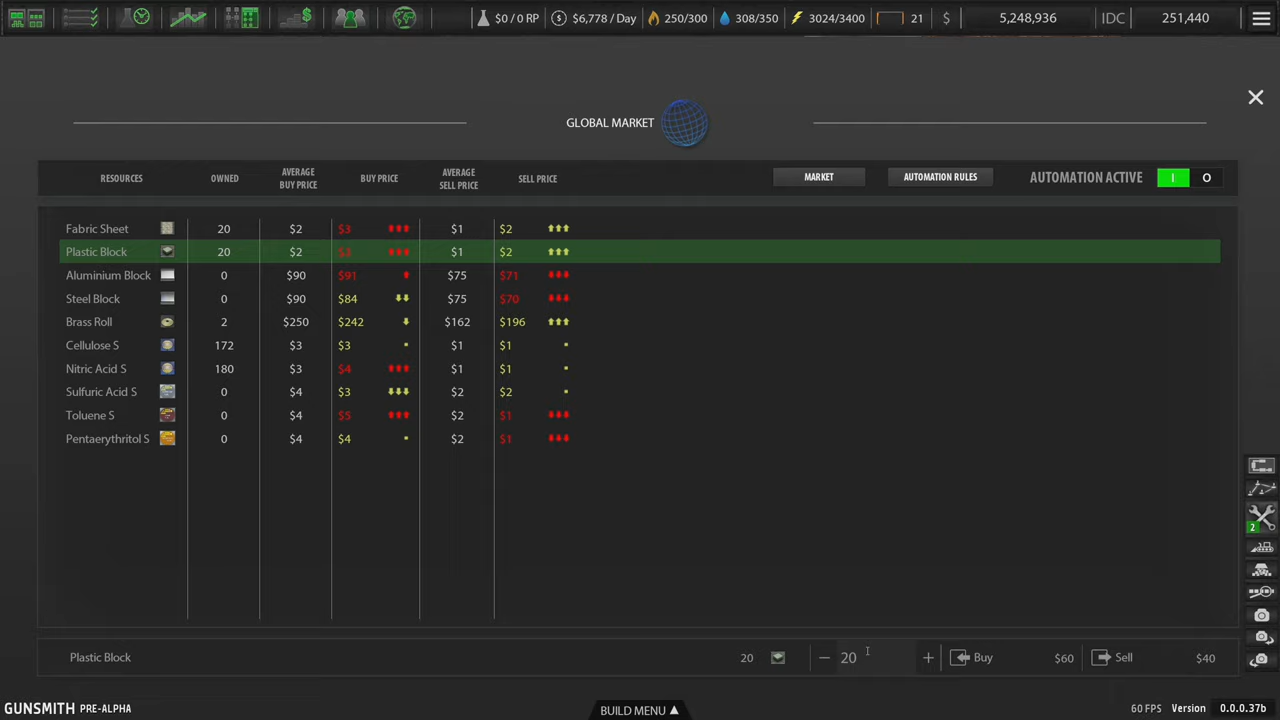 $0 / 0 RP $6,778 / Day 250/300 308/350 3024/3400 21 $ 5,248,936 IDC 251,440
GLOBAL MARKET
RESOURCES OWNED AVERAGE BUY PRICE BUY PRICE AVERAGE SELL PRICE SELL PRICE MARKET AUTOMATION RULES AUTOMATION ACTIVE I O
Fabric Sheet 20 $2 $3 $1 $2
Plastic Block 20 $2 $3 $1 $2
Aluminium Block 0 $90 $91 $75 $71
Steel Block 0 $90 $84 $75 $70
Brass Roll 2 $250 $242 $162 $196
Cellulose S 172 $3 $3 $1 $1
Nitric Acid S 180 $3 $4 $1 $1
Sulfuric Acid S 0 $4 $3 $2 $2
Toluene S 0 $4 $5 $2 $1
Pentaerythritol S 0 $4 $4 $2 $1
2
Plastic Block 20 − 20 + Buy $60 Sell $40
GUNSMITH PRE-ALPHA BUILD MENU ▲ 60 FPS Version 0.0.0.37b